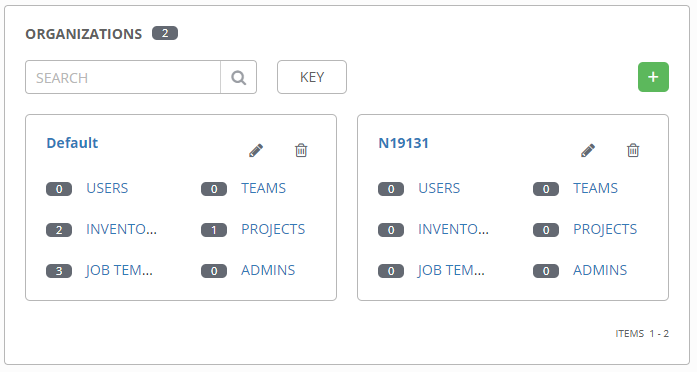 ORGANIZATIONS 2
SEARCH KEY +
Default
0 USERS 0 TEAMS
2 INVENTO... 1 PROJECTS
3 JOB TEM... 0 ADMINS
N19131
0 USERS 0 TEAMS
0 INVENTO... 0 PROJECTS
0 JOB TEM... 0 ADMINS
ITEMS 1 - 2